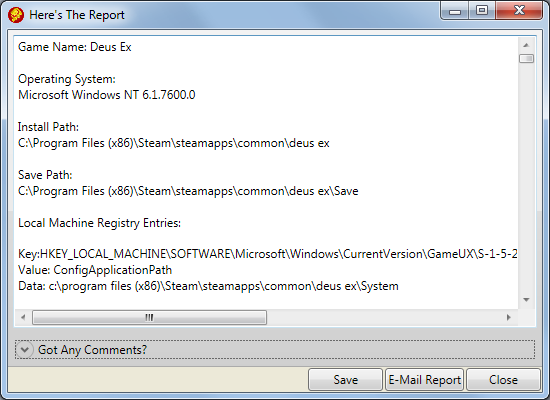 Here's The Report
Game Name: Deus Ex
Operating System:
Microsoft Windows NT 6.1.7600.0
Install Path:
C:\Program Files (x86)\Steam\steamapps\common\deus ex
Save Path:
C:\Program Files (x86)\Steam\steamapps\common\deus ex\Save
Local Machine Registry Entries:
Key:HKEY_LOCAL_MACHINE\SOFTWARE\Microsoft\Windows\CurrentVersion\GameUX\S-1-5-2
Value: ConfigApplicationPath
Data: c:\program files (x86)\Steam\steamapps\common\deus ex\System
Got Any Comments?
Save E-Mail Report Close